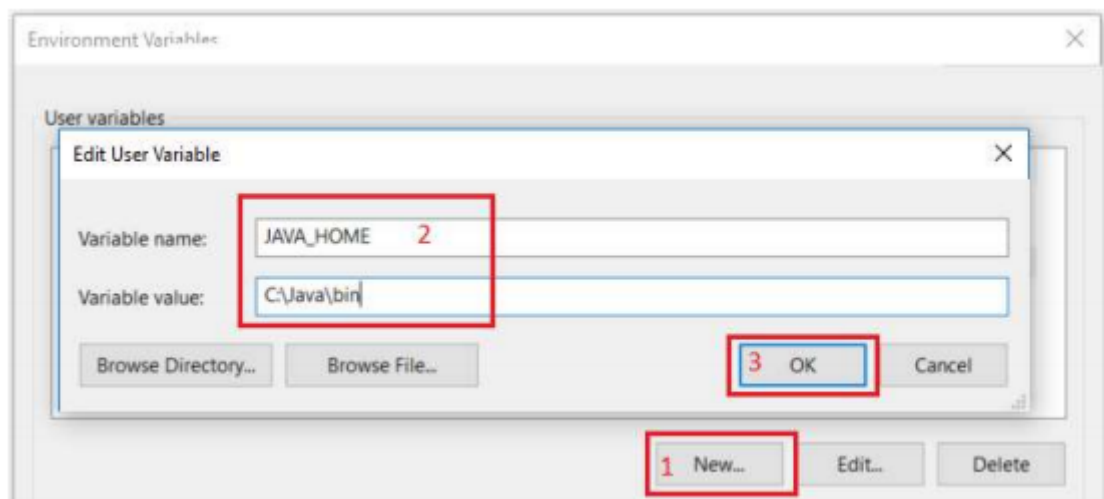 Environment Variables
User variables
Edit User Variable
Variable name: JAVA_HOME 2
Variable value: C:\Java\bin
Browse Directory... Browse File... 3 OK Cancel
1 New... Edit... Delete